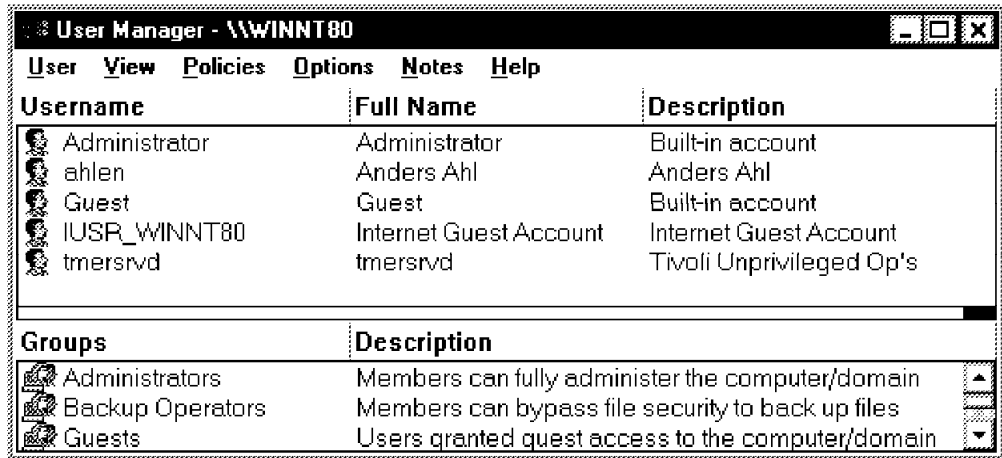 User Manager - \\WINNT80
User View Policies Options Notes Help
Username Full Name Description
Administrator Administrator Built-in account
ahlen Anders Ahl Anders Ahl
Guest Guest Built-in account
IUSR_WINNT80 Internet Guest Account Internet Guest Account
tmersrvd tmersrvd Tivoli Unprivileged Op's
Groups Description
Administrators Members can fully administer the computer/domain
Backup Operators Members can bypass file security to back up files
Guests Users granted guest access to the computer/domain